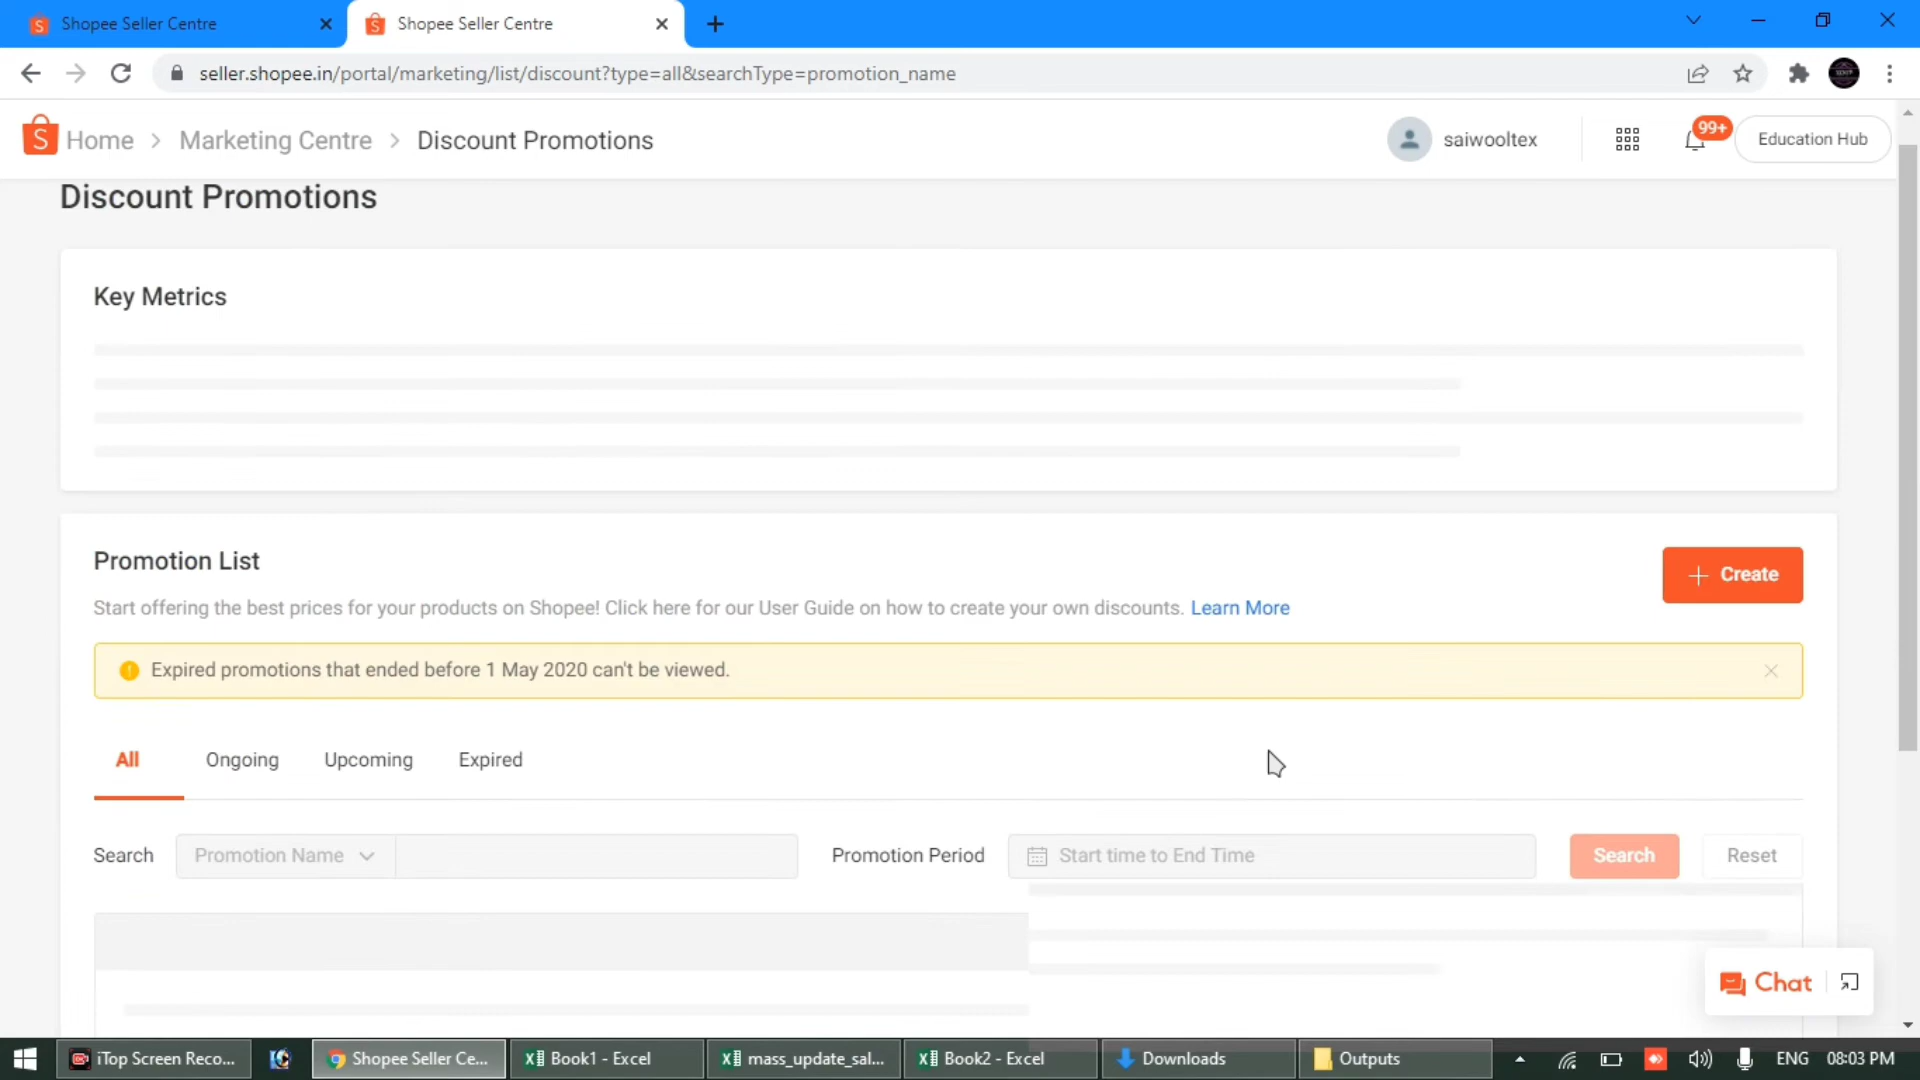 Shopee Seller Centre
Shopee Seller Centre
seller.shopee.in/portal/marketing/list/discount?type=all&searchType=promotion_name
Home > Marketing Centre > Discount Promotions
saiwooltex
99+
Education Hub
Discount Promotions
Key Metrics
Promotion List
+ Create
Start offering the best prices for your products on Shopee! Click here for our User Guide on how to create your own discounts. Learn More
Expired promotions that ended before 1 May 2020 can't be viewed.
All Ongoing Upcoming Expired
Search Promotion Name Promotion Period Start time to End Time Search Reset
Chat
iTop Screen Reco... Shopee Seller Ce... Book1 - Excel mass_update_sal... Book2 - Excel Downloads Outputs ENG 08:03 PM